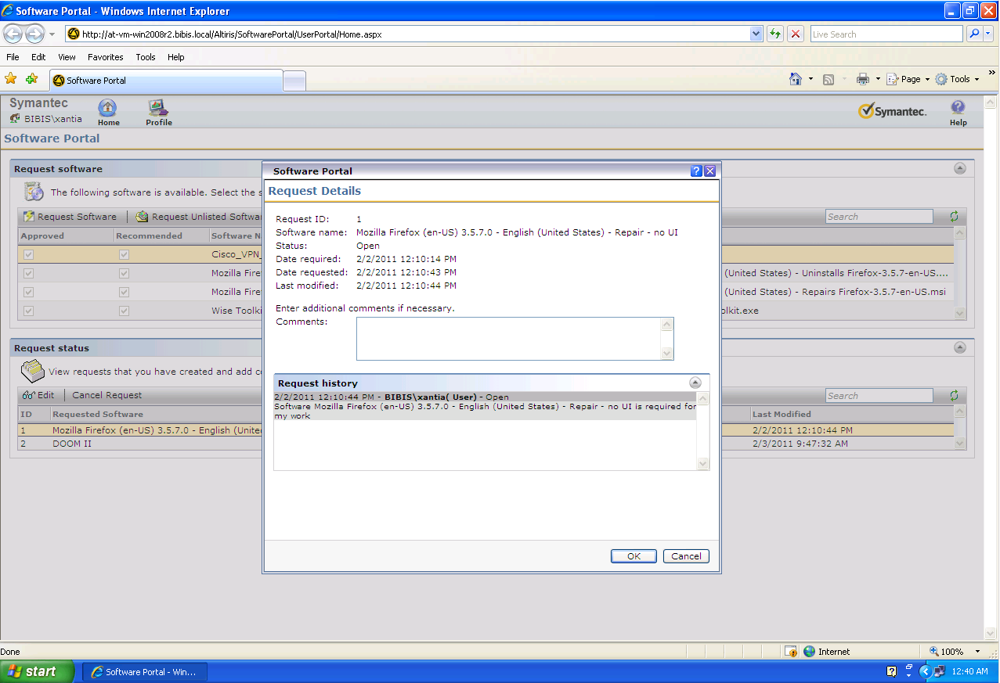 Software Portal - Windows Internet Explorer
http://at-vm-win2008r2.bibis.local/Altiris/SoftwarePortal/UserPortal/Home.aspx
Live Search
File Edit View Favorites Tools Help
Software Portal
Page Tools
Symantec
BIBIS\xantia
Home
Profile
Symantec.
Help
Software Portal
Request software
The following software is available. Select the s
Request Software
Request Unlisted Softwa
Search
Approved Recommended Software N
Cisco_VPN_
Mozilla Fire (United States) - Uninstalls Firefox-3.5.7-en-US....
Mozilla Fire (United States) - Repairs Firefox-3.5.7-en-US.msi
Wise Toolki olkit.exe
Request status
View requests that you have created and add co
Edit Cancel Request
Search
ID Requested Software Last Modified
1 Mozilla Firefox (en-US) 3.5.7.0 - English (Unite 2/2/2011 12:10:44 PM
2 DOOM II 2/3/2011 9:47:32 AM
Software Portal
Request Details
Request ID: 1
Software name: Mozilla Firefox (en-US) 3.5.7.0 - English (United States) - Repair - no UI
Status: Open
Date required: 2/2/2011 12:10:14 PM
Date requested: 2/2/2011 12:10:43 PM
Last modified: 2/2/2011 12:10:44 PM
Enter additional comments if necessary.
Comments:
Request history
2/2/2011 12:10:44 PM - BIBIS\xantia( User) - Open
Software Mozilla Firefox (en-US) 3.5.7.0 - English (United States) - Repair - no UI is required for
my work
OK Cancel
Done
Internet
100%
start
Software Portal - Win...
12:40 AM